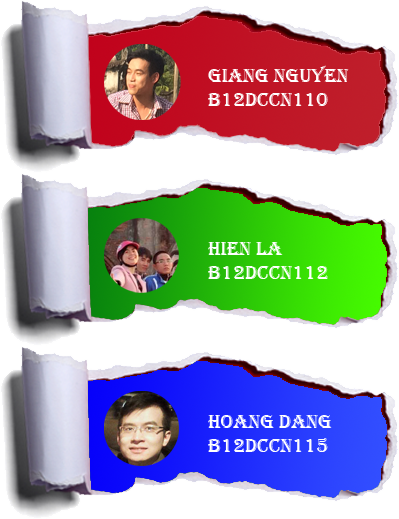 GIANG NGUYEN
B12DCCN110
HIEN LA
B12DCCN112
HOANG DANG
B12DCCN115